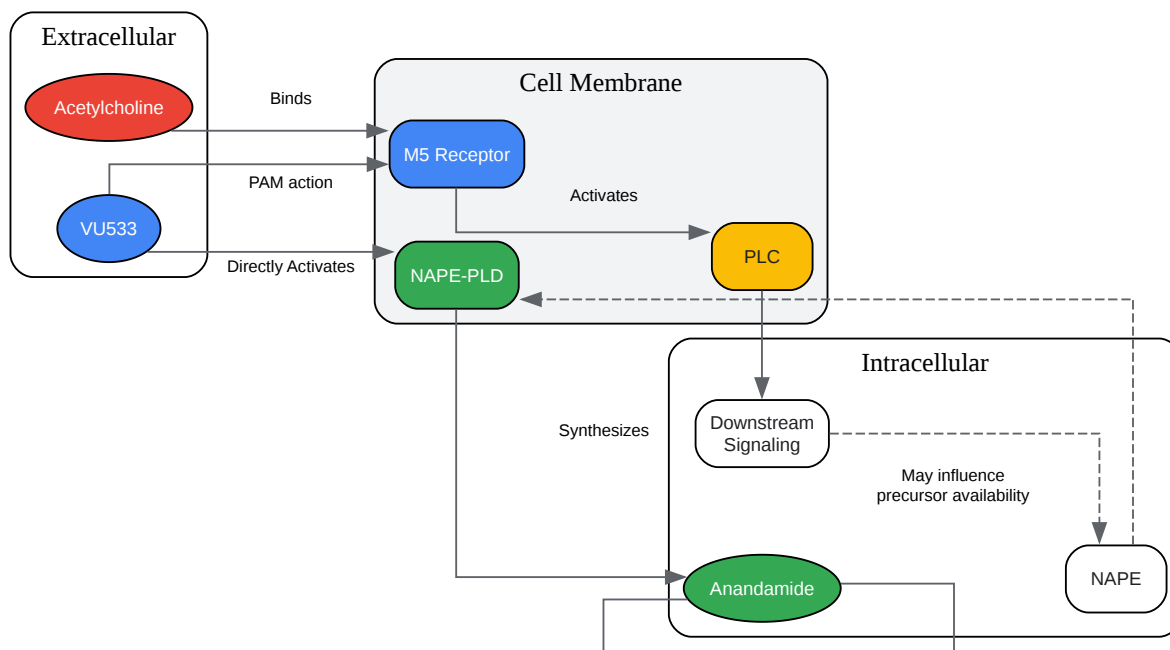 Extracellular
Acetylcholine
Binds
Cell Membrane
M5 Receptor
PAM action
Activates
VU533
Directly Activates
NAPE-PLD
PLC
Intracellular
Synthesizes
Downstream
Signaling
May influence
precursor availability
Anandamide
NAPE